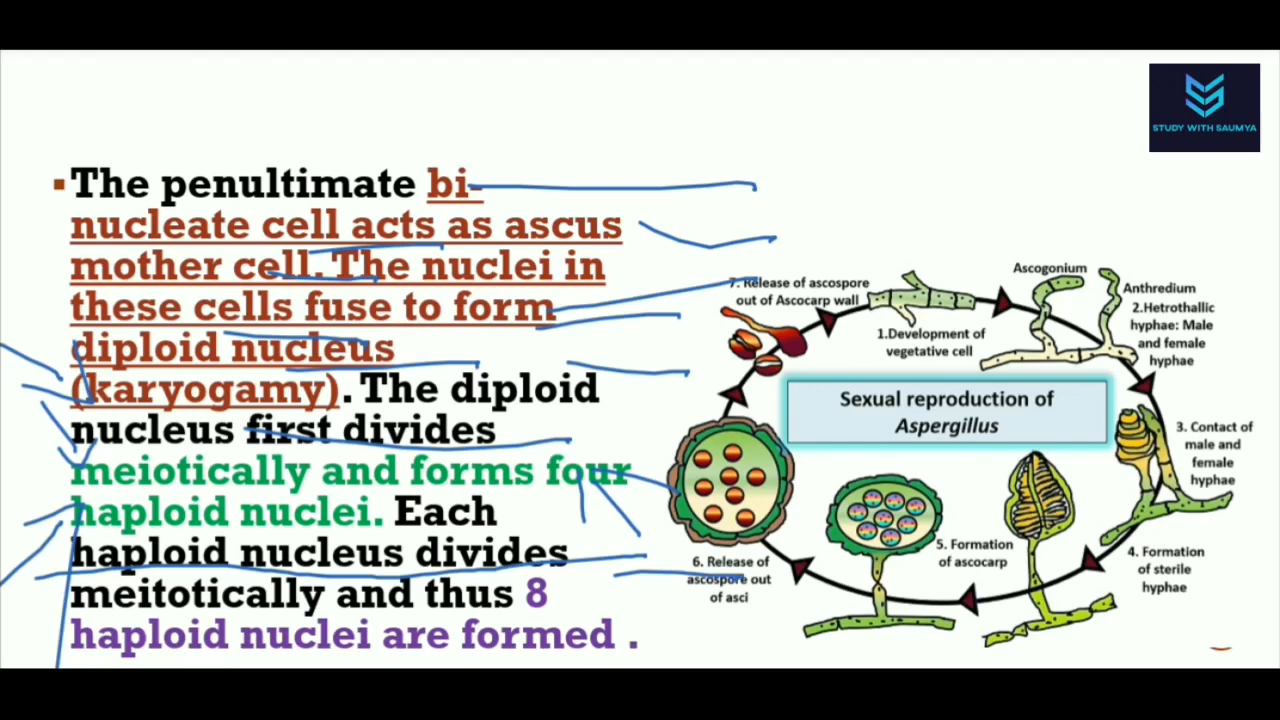 STUDY WITH SAUMYA
▪The penultimate bi-
nucleate cell acts as ascus
mother cell. The nuclei in
these cells fuse to form
diploid nucleus
(karyogamy). The diploid
nucleus first divides
meiotically and forms four
haploid nuclei. Each
haploid nucleus divides
meitotically and thus 8
haploid nuclei are formed .
Ascogonium
Anthredium
7. Release of ascospore
out of Ascocarp wall
1.Development of
vegetative cell
2.Hetrothallic
hyphae: Male
and female
hyphae
Sexual reproduction of
Aspergillus
3. Contact of
male and
female
hyphae
4. Formation
of sterile
hyphae
5. Formation
of ascocarp
6. Release of
ascospore out
of asci